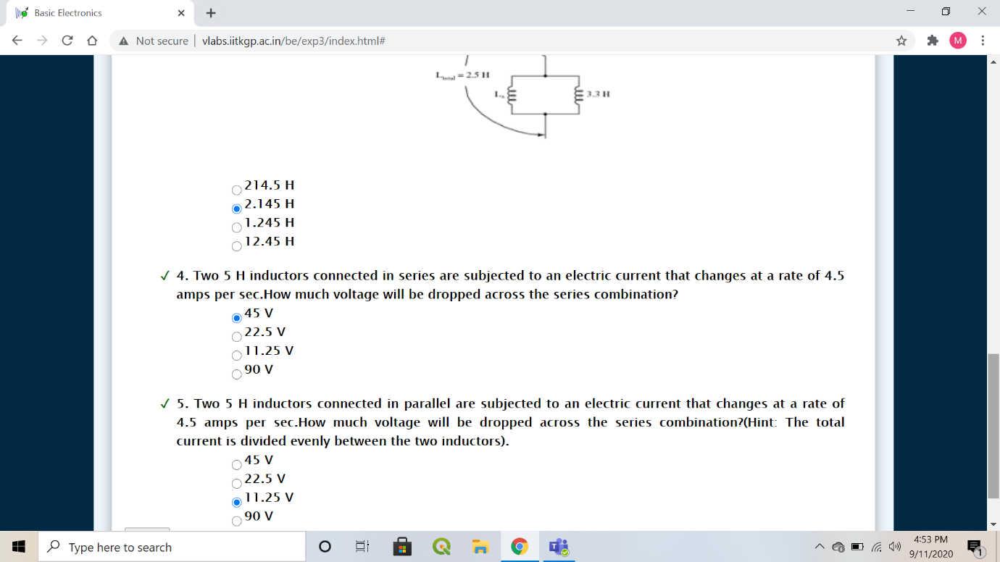 Basic Electronics
Not secure | vlabs.iitkgp.ac.in/be/exp3/index.html#
M
Ltotal = 2.5 H
Lx
3.3 H
214.5 H
2.145 H
1.245 H
12.45 H
✓ 4. Two 5 H inductors connected in series are subjected to an electric current that changes at a rate of 4.5
amps per sec.How much voltage will be dropped across the series combination?
45 V
22.5 V
11.25 V
90 V
✓ 5. Two 5 H inductors connected in parallel are subjected to an electric current that changes at a rate of
4.5 amps per sec.How much voltage will be dropped across the series combination?(Hint: The total
current is divided evenly between the two inductors).
45 V
22.5 V
11.25 V
90 V
Type here to search
4:53 PM
9/11/2020
1